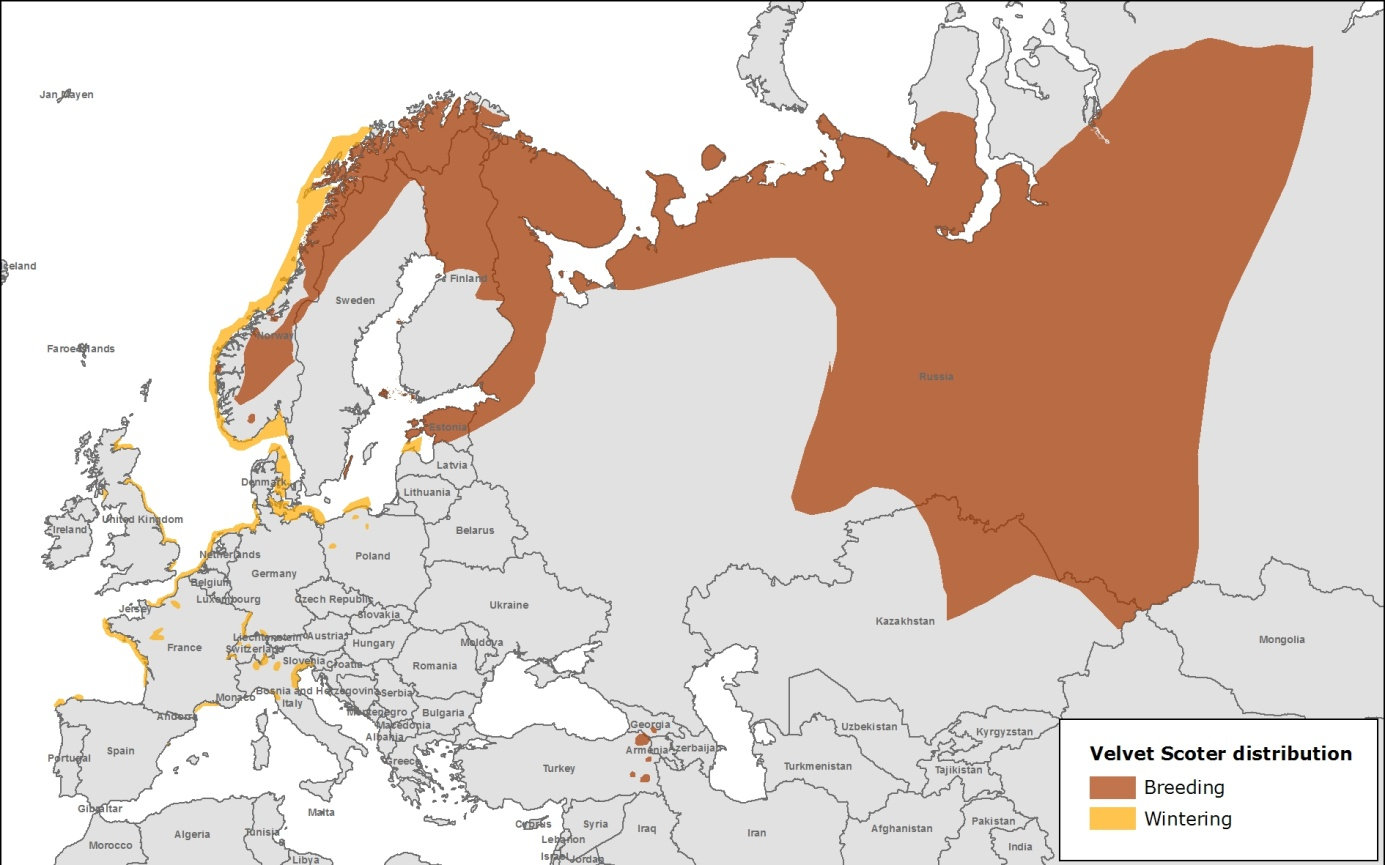 Jan Mayen
Iceland
Finland
Sweden
Norway
Faroe Islands
Russia
Estonia
Latvia
Denmark
Lithuania
United Kingdom
Ireland
Belarus
Netherlands
Poland
Germany
Belgium
Luxembourg
Czech Republic
Jersey
Ukraine
Slovakia
Kazakhstan
Liechtenstein
Austria
Hungary
Moldova
Mongolia
France
Switzerland
Slovenia
Croatia
Romania
Bosnia and Herzegovina
Serbia
Monaco
Italy
Montenegro
Bulgaria
Andorra
Macedonia
Georgia
Uzbekistan
Kyrgyzstan
Albania
Armenia
Azerbaijan
Spain
Portugal
Greece
Turkey
Turkmenistan
Tajikistan
Velvet Scoter distribution
Breeding
Wintering
Gibraltar
Malta
Cyprus
Syria
Iraq
Iran
Afghanistan
Pakistan
Algeria
Tunisia
Lebanon
Morocco
India
Libya
Israel
Jordan